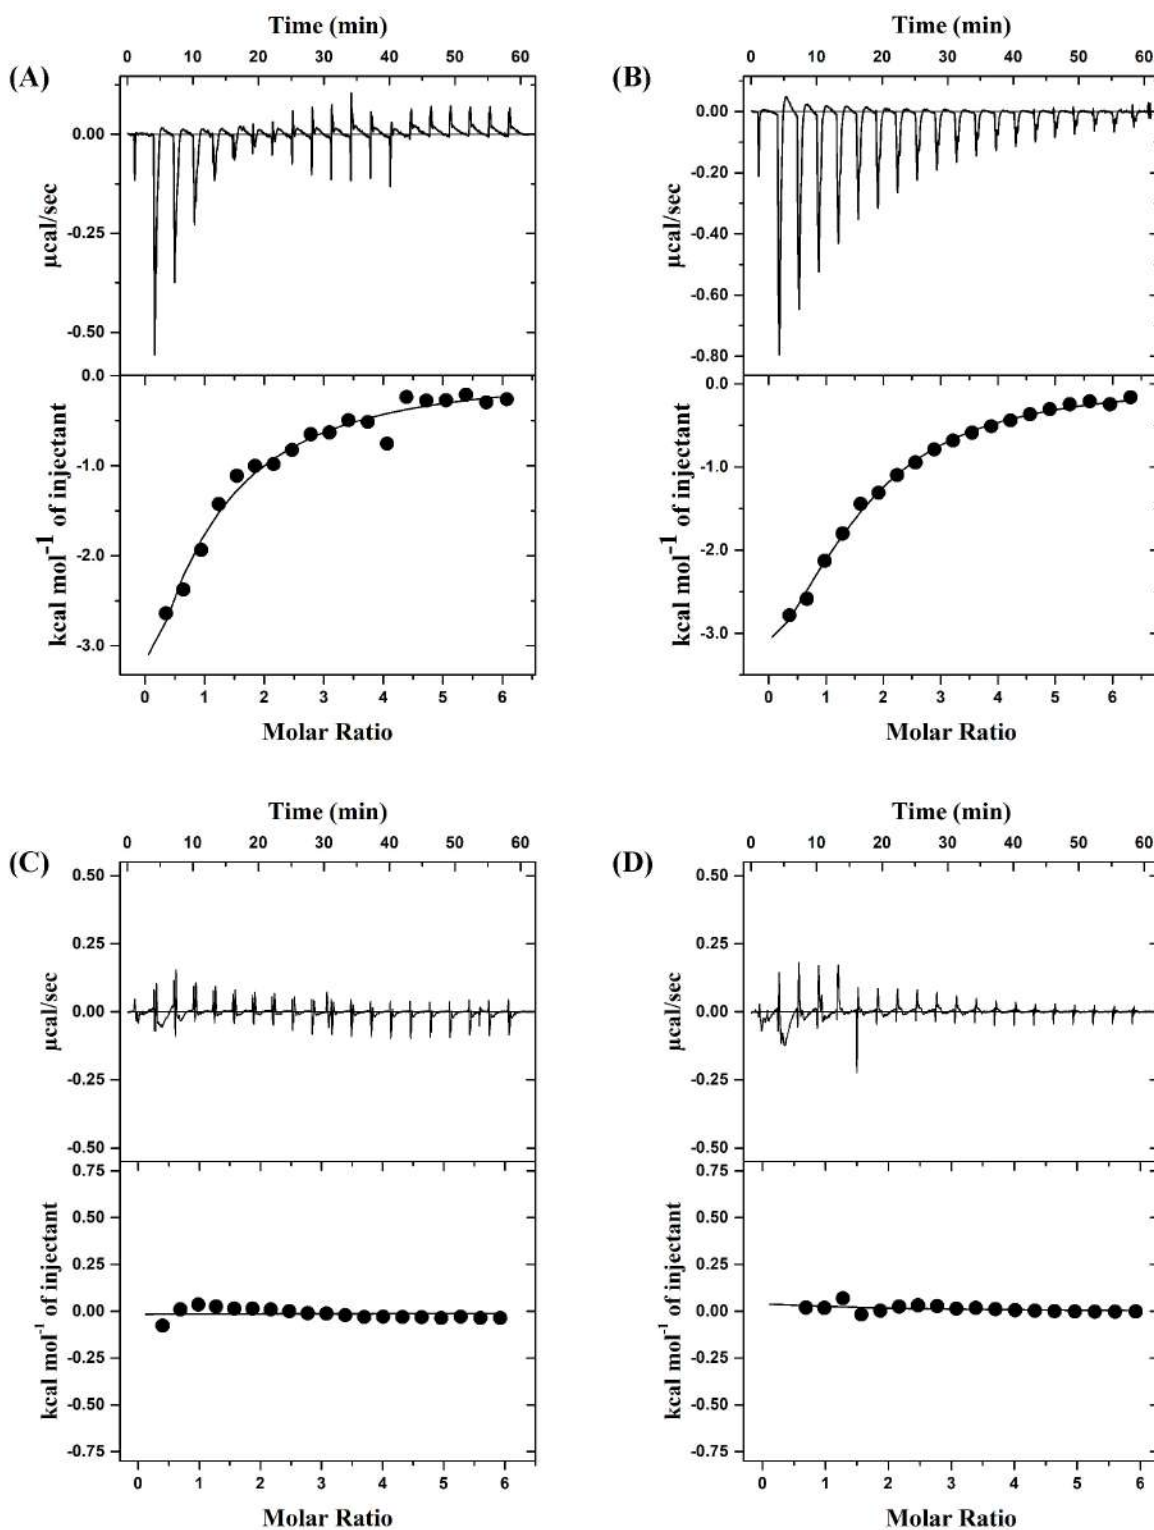 Time (min)
0 10 20 30 40 50 60
(A)
0.00
-0.25
-0.50
μcal/sec
0.0
-1.0
-2.0
-3.0
kcal mol⁻¹ of injectant
0 1 2 3 4 5 6
Molar Ratio
Time (min)
0 10 20 30 40 50 60
(B)
0.00
-0.20
-0.40
-0.60
-0.80
μcal/sec
0.0
-1.0
-2.0
-3.0
kcal mol⁻¹ of injectant
0 1 2 3 4 5 6
Molar Ratio
Time (min)
0 10 20 30 40 50 60
(C)
0.50
0.25
0.00
-0.25
-0.50
μcal/sec
0.75
0.50
0.25
0.00
-0.25
-0.50
-0.75
kcal mol⁻¹ of injectant
0 1 2 3 4 5 6
Molar Ratio
Time (min)
0 10 20 30 40 50 60
(D)
0.50
0.25
0.00
-0.25
-0.50
μcal/sec
0.75
0.50
0.25
0.00
-0.25
-0.50
-0.75
kcal mol⁻¹ of injectant
0 1 2 3 4 5 6
Molar Ratio